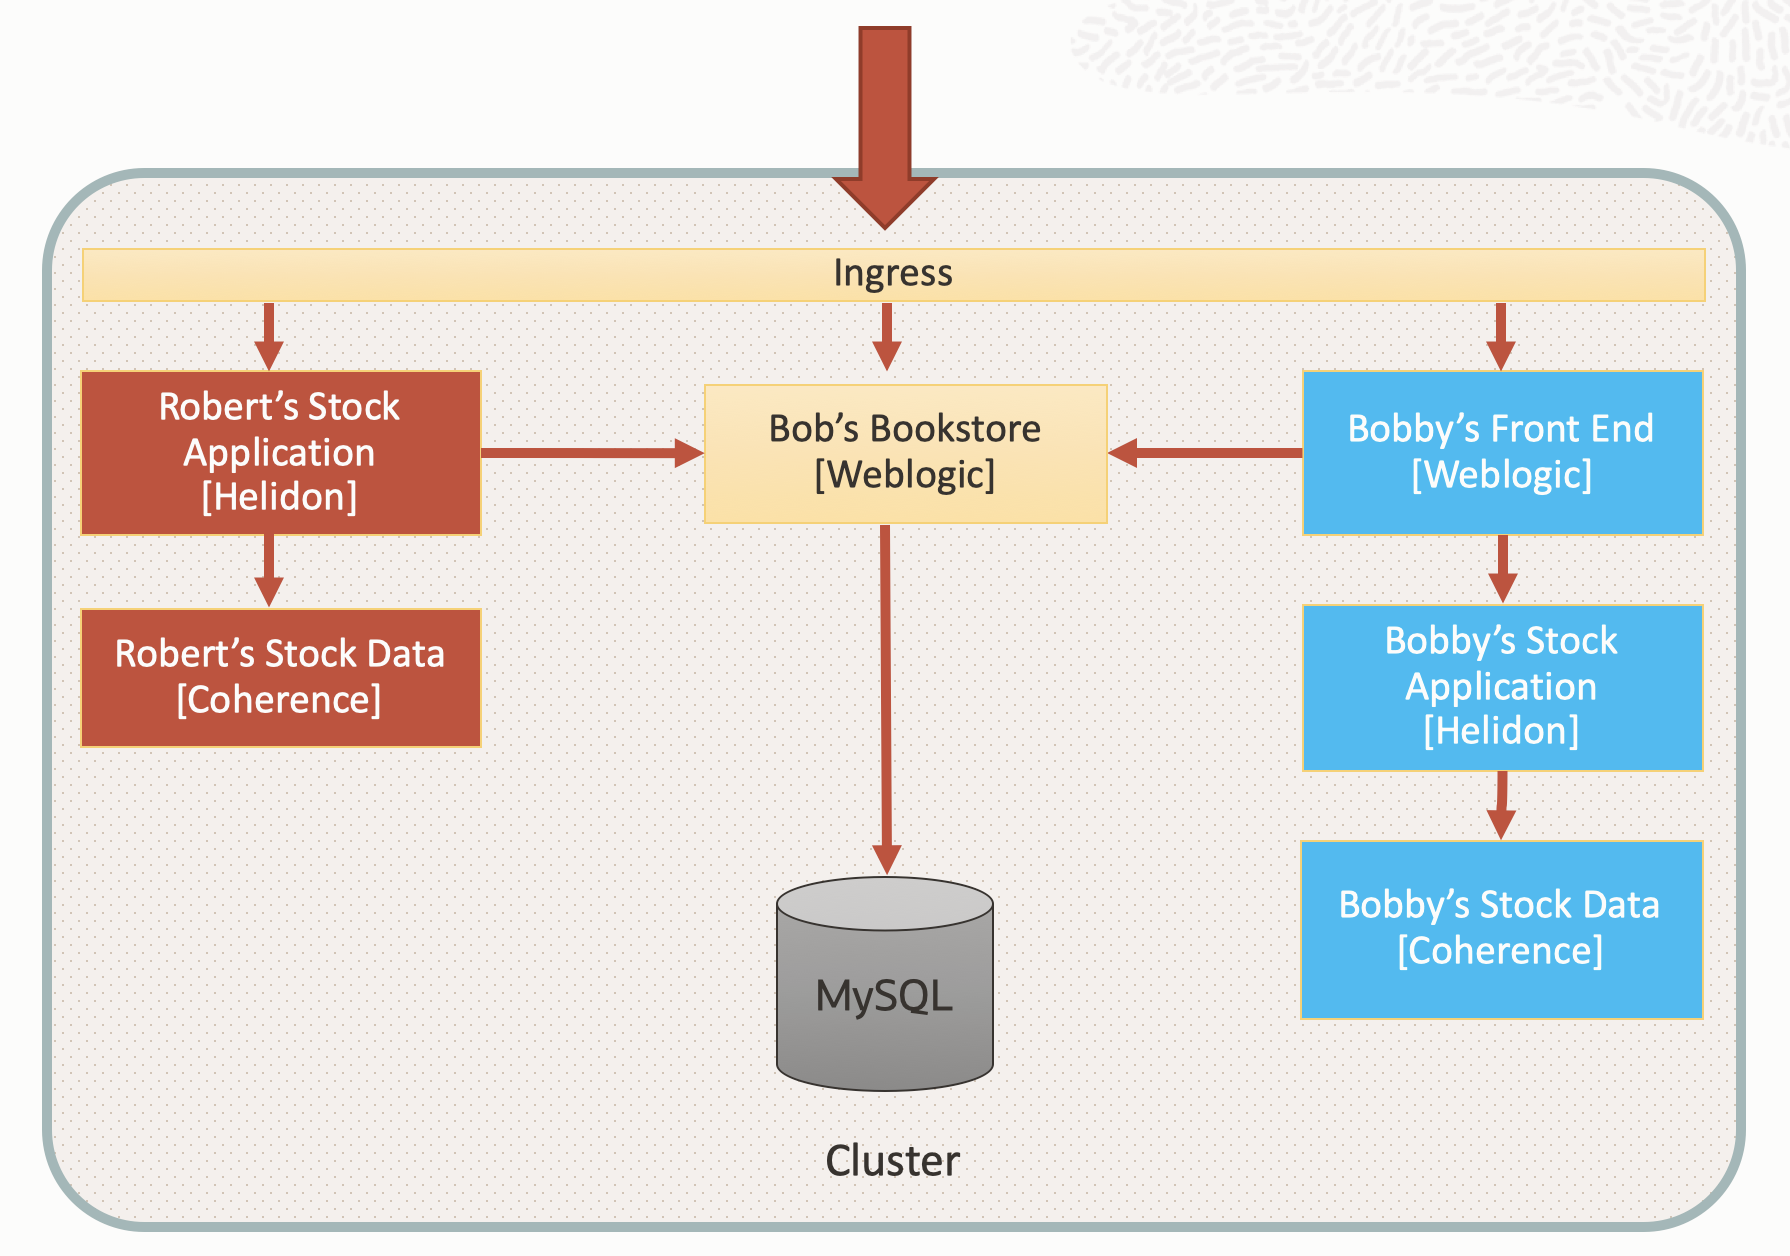 Ingress
Robert’s Stock
Application
[Helidon]
Bob’s Bookstore
[Weblogic]
Bobby’s Front End
[Weblogic]
Robert’s Stock Data
[Coherence]
Bobby’s Stock
Application
[Helidon]
Bobby’s Stock Data
[Coherence]
MySQL
Cluster